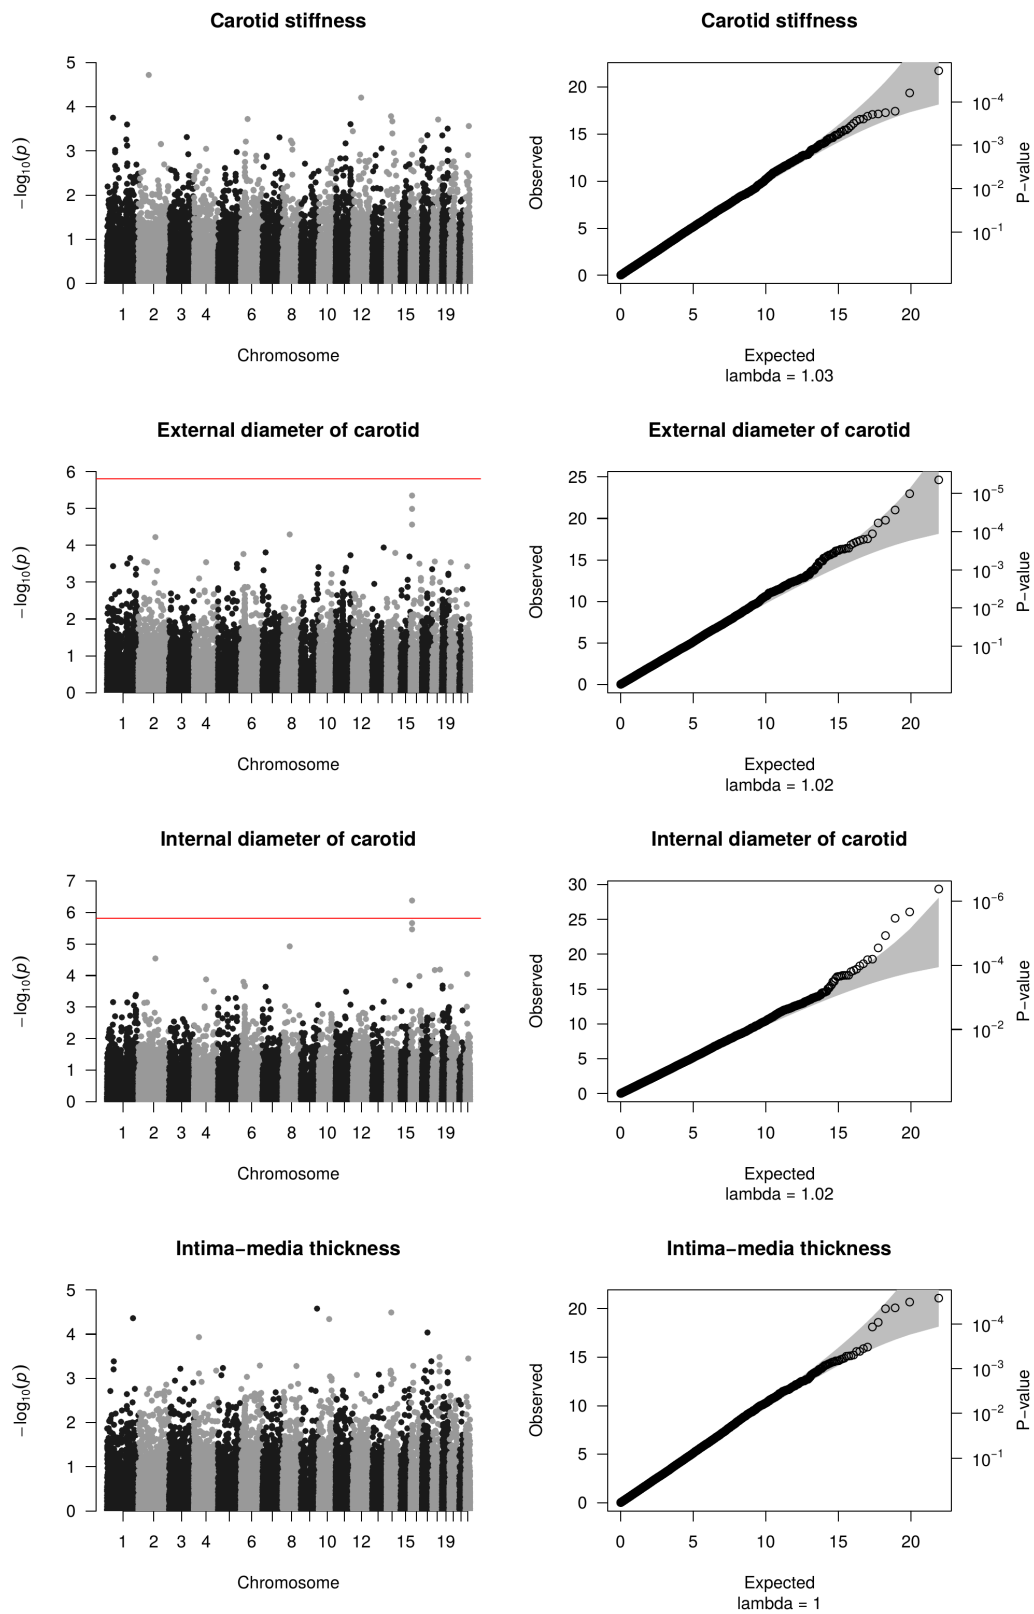 Carotid stiffness
5
4
3
2
1
0
−log10(p)
1 2 3 4 6 8 10 12 15 19
Chromosome
Carotid stiffness
20
15
10
5
0
Observed
10−4
10−3
10−2
10−1
P−value
0 5 10 15 20
Expected
lambda = 1.03
External diameter of carotid
6
5
4
3
2
1
0
−log10(p)
1 2 3 4 6 8 10 12 15 19
Chromosome
External diameter of carotid
25
20
15
10
5
0
Observed
10−5
10−4
10−3
10−2
10−1
P−value
0 5 10 15 20
Expected
lambda = 1.02
Internal diameter of carotid
7
6
5
4
3
2
1
0
−log10(p)
1 2 3 4 6 8 10 12 15 19
Chromosome
Internal diameter of carotid
30
25
20
15
10
5
0
Observed
10−6
10−4
10−2
P−value
0 5 10 15 20
Expected
lambda = 1.02
Intima−media thickness
5
4
3
2
1
0
−log10(p)
1 2 3 4 6 8 10 12 15 19
Chromosome
Intima−media thickness
20
15
10
5
0
Observed
10−4
10−3
10−2
10−1
P−value
0 5 10 15 20
Expected
lambda = 1